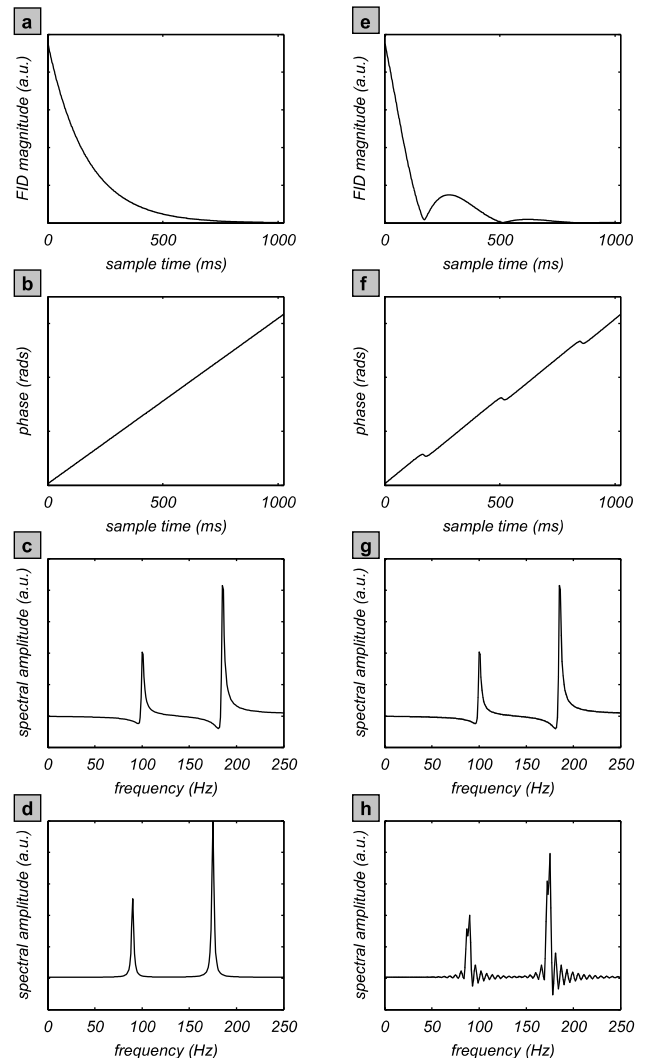 a
FID magnitude (a.u.)
0 500 1000
sample time (ms)
b
phase (rads)
0 500 1000
sample time (ms)
c
spectral amplitude (a.u.)
0 50 100 150 200 250
frequency (Hz)
d
spectral amplitude (a.u.)
0 50 100 150 200 250
frequency (Hz)
e
FID magnitude (a.u.)
0 500 1000
sample time (ms)
f
phase (rads)
0 500 1000
sample time (ms)
g
spectral amplitude (a.u.)
0 50 100 150 200 250
frequency (Hz)
h
spectral amplitude (a.u.)
0 50 100 150 200 250
frequency (Hz)